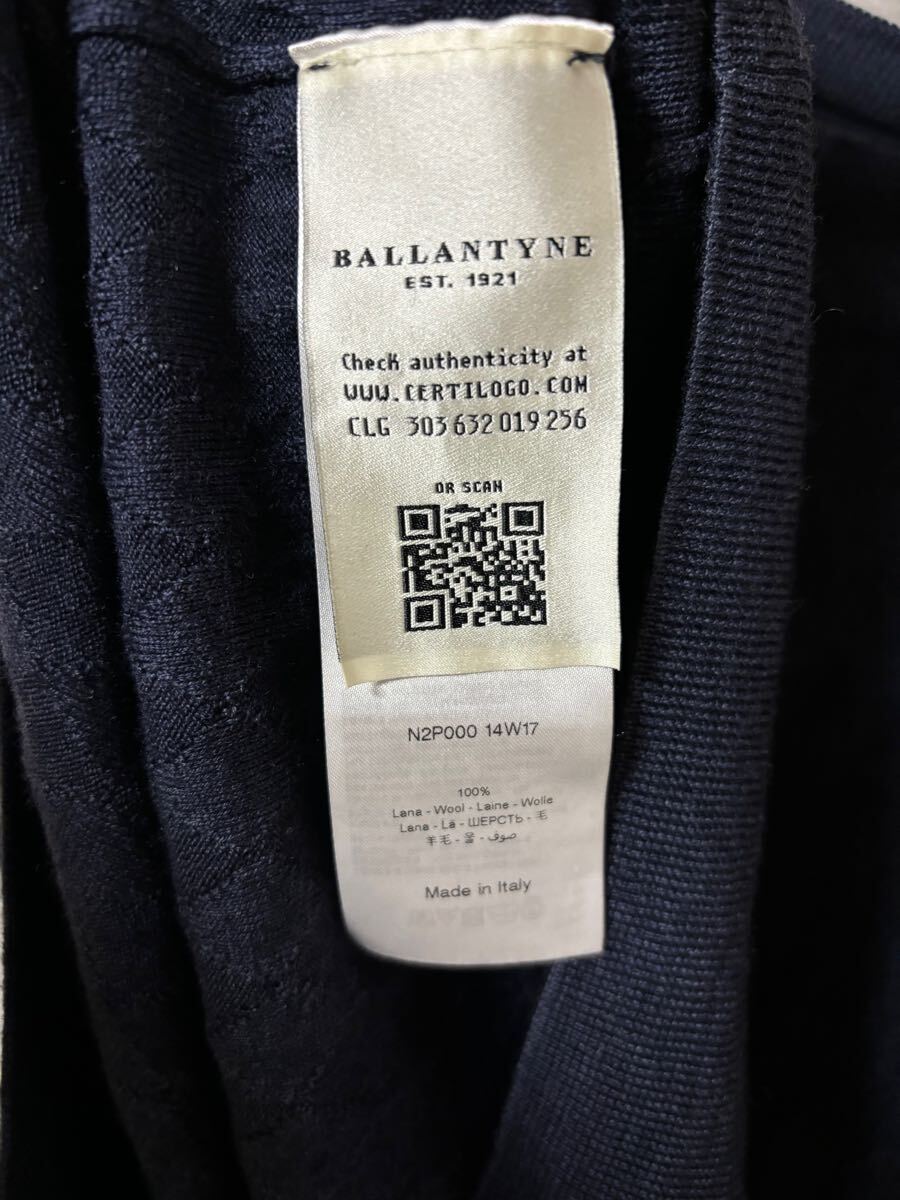 BALLANTYNE
EST. 1921
Check authenticity at
WWW.CERTILOGO.COM
CLG 303 632 019 256
OR SCAN
N2P000 14W17
100%
Lana - Wool - Laine - Wolle
Lana - Lã - ШЕРСТЬ - 毛
羊毛 - 울 - صوف
Made in Italy